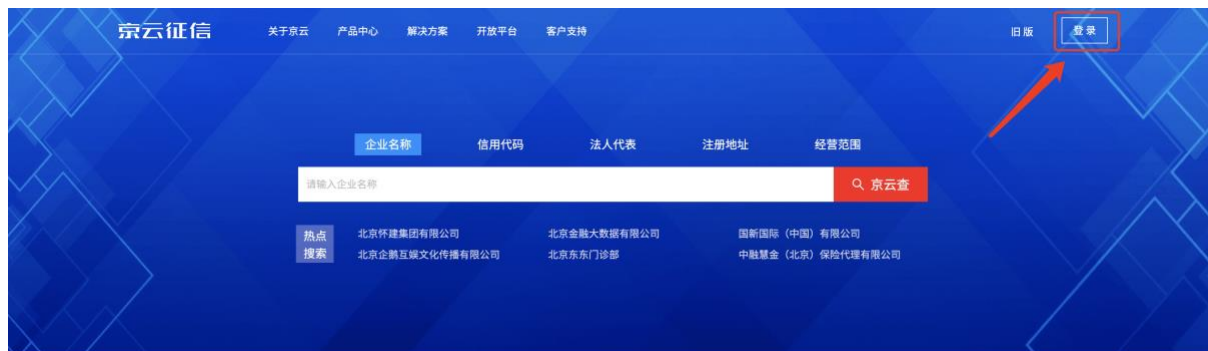 京云征信 关于京云 产品中心 解决方案 开放平台 客户支持 旧版 登录
企业名称 信用代码 法人代表 注册地址 经营范围
请输入企业名称 京云查
热点 北京怀建集团有限公司 北京金融大数据有限公司 国新国际（中国）有限公司
搜索 北京企鹅互娱文化传播有限公司 北京东东门诊部 中融慧金（北京）保险代理有限公司